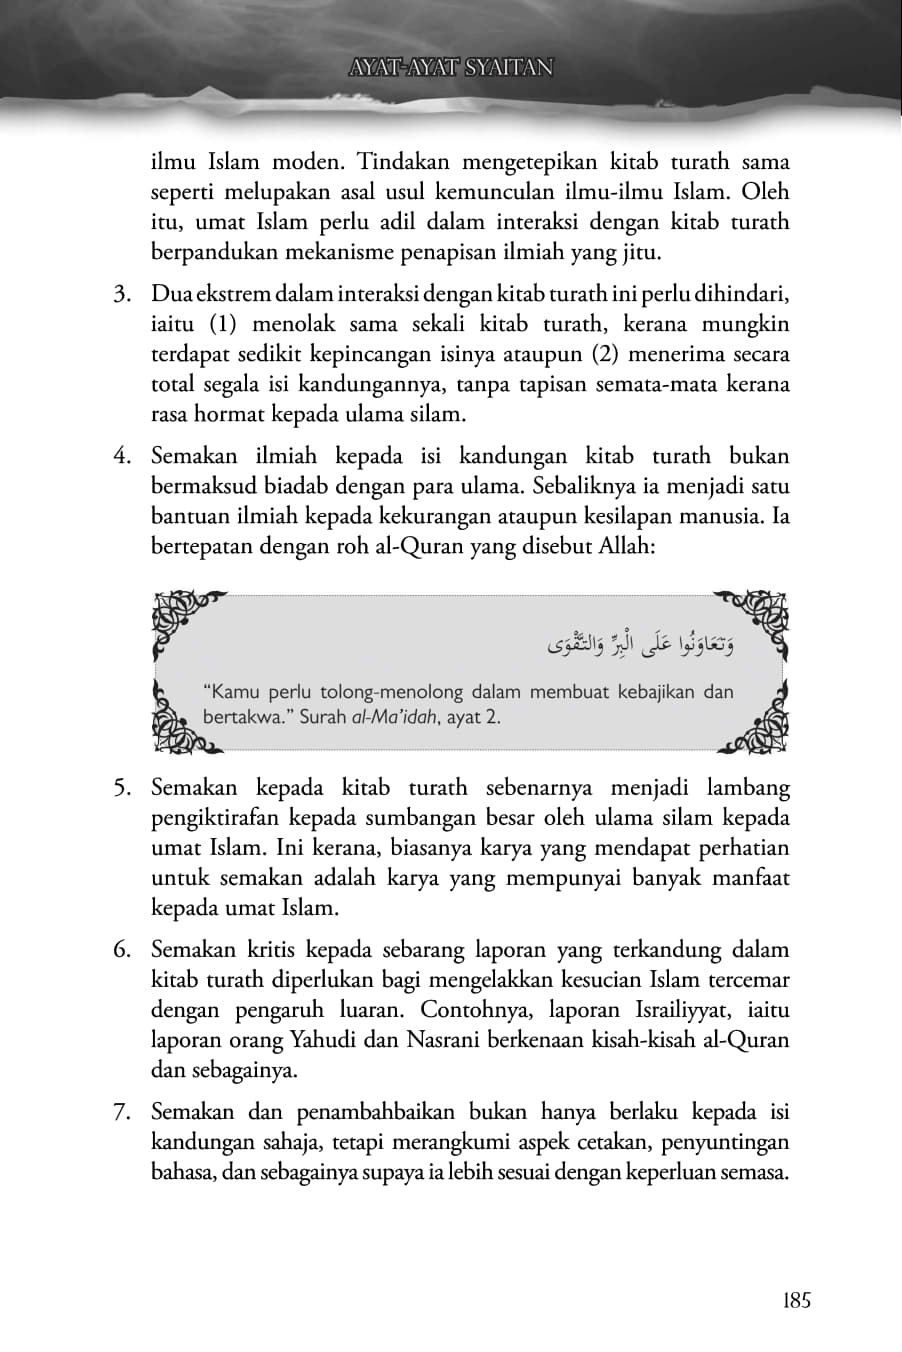 AYAT-AYAT SYAITAN
ilmu Islam moden. Tindakan mengetepikan kitab turath sama
seperti melupakan asal usul kemunculan ilmu-ilmu Islam. Oleh
itu, umat Islam perlu adil dalam interaksi dengan kitab turath
berpandukan mekanisme penapisan ilmiah yang jitu.
3. Dua ekstrem dalam interaksi dengan kitab turath ini perlu dihindari,
iaitu (1) menolak sama sekali kitab turath, kerana mungkin
terdapat sedikit kepincangan isinya ataupun (2) menerima secara
total segala isi kandungannya, tanpa tapisan semata-mata kerana
rasa hormat kepada ulama silam.
4. Semakan ilmiah kepada isi kandungan kitab turath bukan
bermaksud biadab dengan para ulama. Sebaliknya ia menjadi satu
bantuan ilmiah kepada kekurangan ataupun kesilapan manusia. Ia
bertepatan dengan roh al-Quran yang disebut Allah:
وَتَعَاوَنُوا عَلَى الْبِرِّ وَالتَّقْوَى
“Kamu perlu tolong-menolong dalam membuat kebajikan dan
bertakwa.” Surah al-Ma’idah, ayat 2.
5. Semakan kepada kitab turath sebenarnya menjadi lambang
pengiktirafan kepada sumbangan besar oleh ulama silam kepada
umat Islam. Ini kerana, biasanya karya yang mendapat perhatian
untuk semakan adalah karya yang mempunyai banyak manfaat
kepada umat Islam.
6. Semakan kritis kepada sebarang laporan yang terkandung dalam
kitab turath diperlukan bagi mengelakkan kesucian Islam tercemar
dengan pengaruh luaran. Contohnya, laporan Israiliyyat, iaitu
laporan orang Yahudi dan Nasrani berkenaan kisah-kisah al-Quran
dan sebagainya.
7. Semakan dan penambahbaikan bukan hanya berlaku kepada isi
kandungan sahaja, tetapi merangkumi aspek cetakan, penyuntingan
bahasa, dan sebagainya supaya ia lebih sesuai dengan keperluan semasa.
185